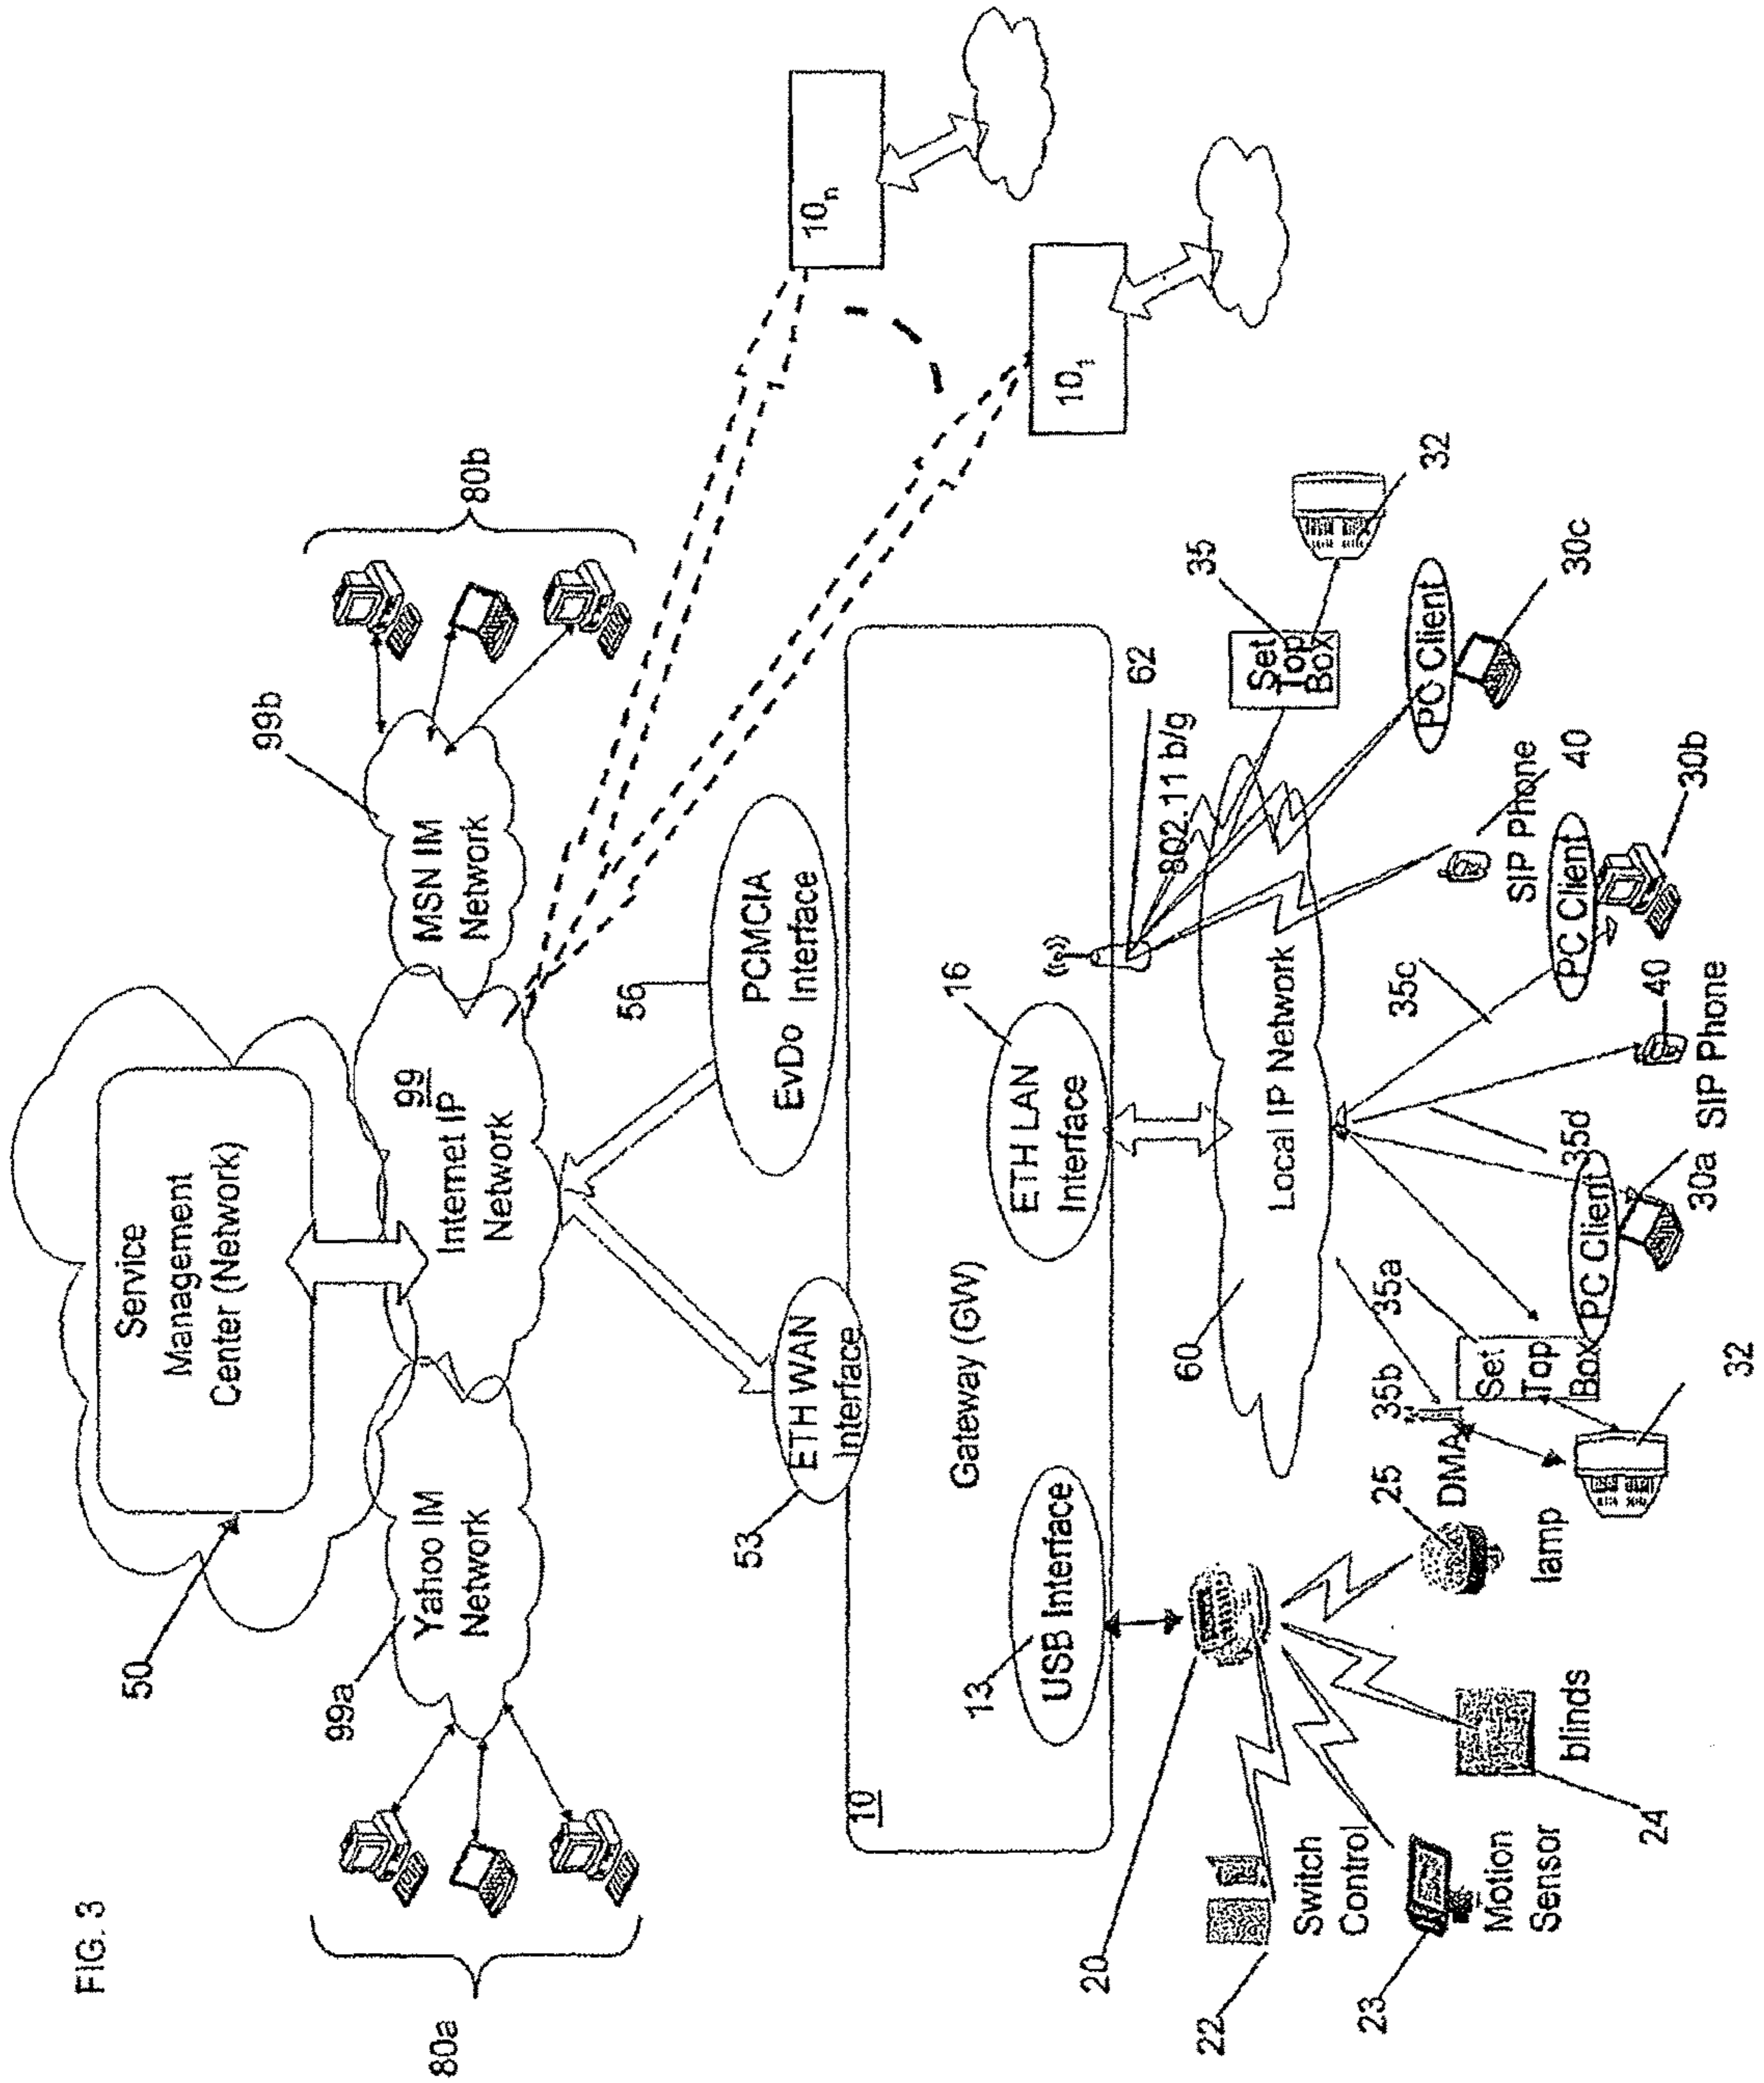 FIG. 3
50
Service
Management
Center (Network)
99a
Yahoo IM
Network
99
Internet IP
Network
99b
MSN IM
Network
80a
80b
53
ETH WAN
Interface
56
PCMCIA
EvDo Interface
10n
101
10
Gateway (GW)
13
USB Interface
16
ETH LAN
Interface
62
802.11 b/g
60
Local IP Network
20
22
Switch
Control
23
Motion
Sensor
24
blinds
25
lamp
DMA
35b
35a
Set
Top
Box
32
PC Client
30a
35d
SIP Phone
40
35c
PC Client
30b
SIP Phone
40
35
Set
Top
Box
32
PC Client
30c